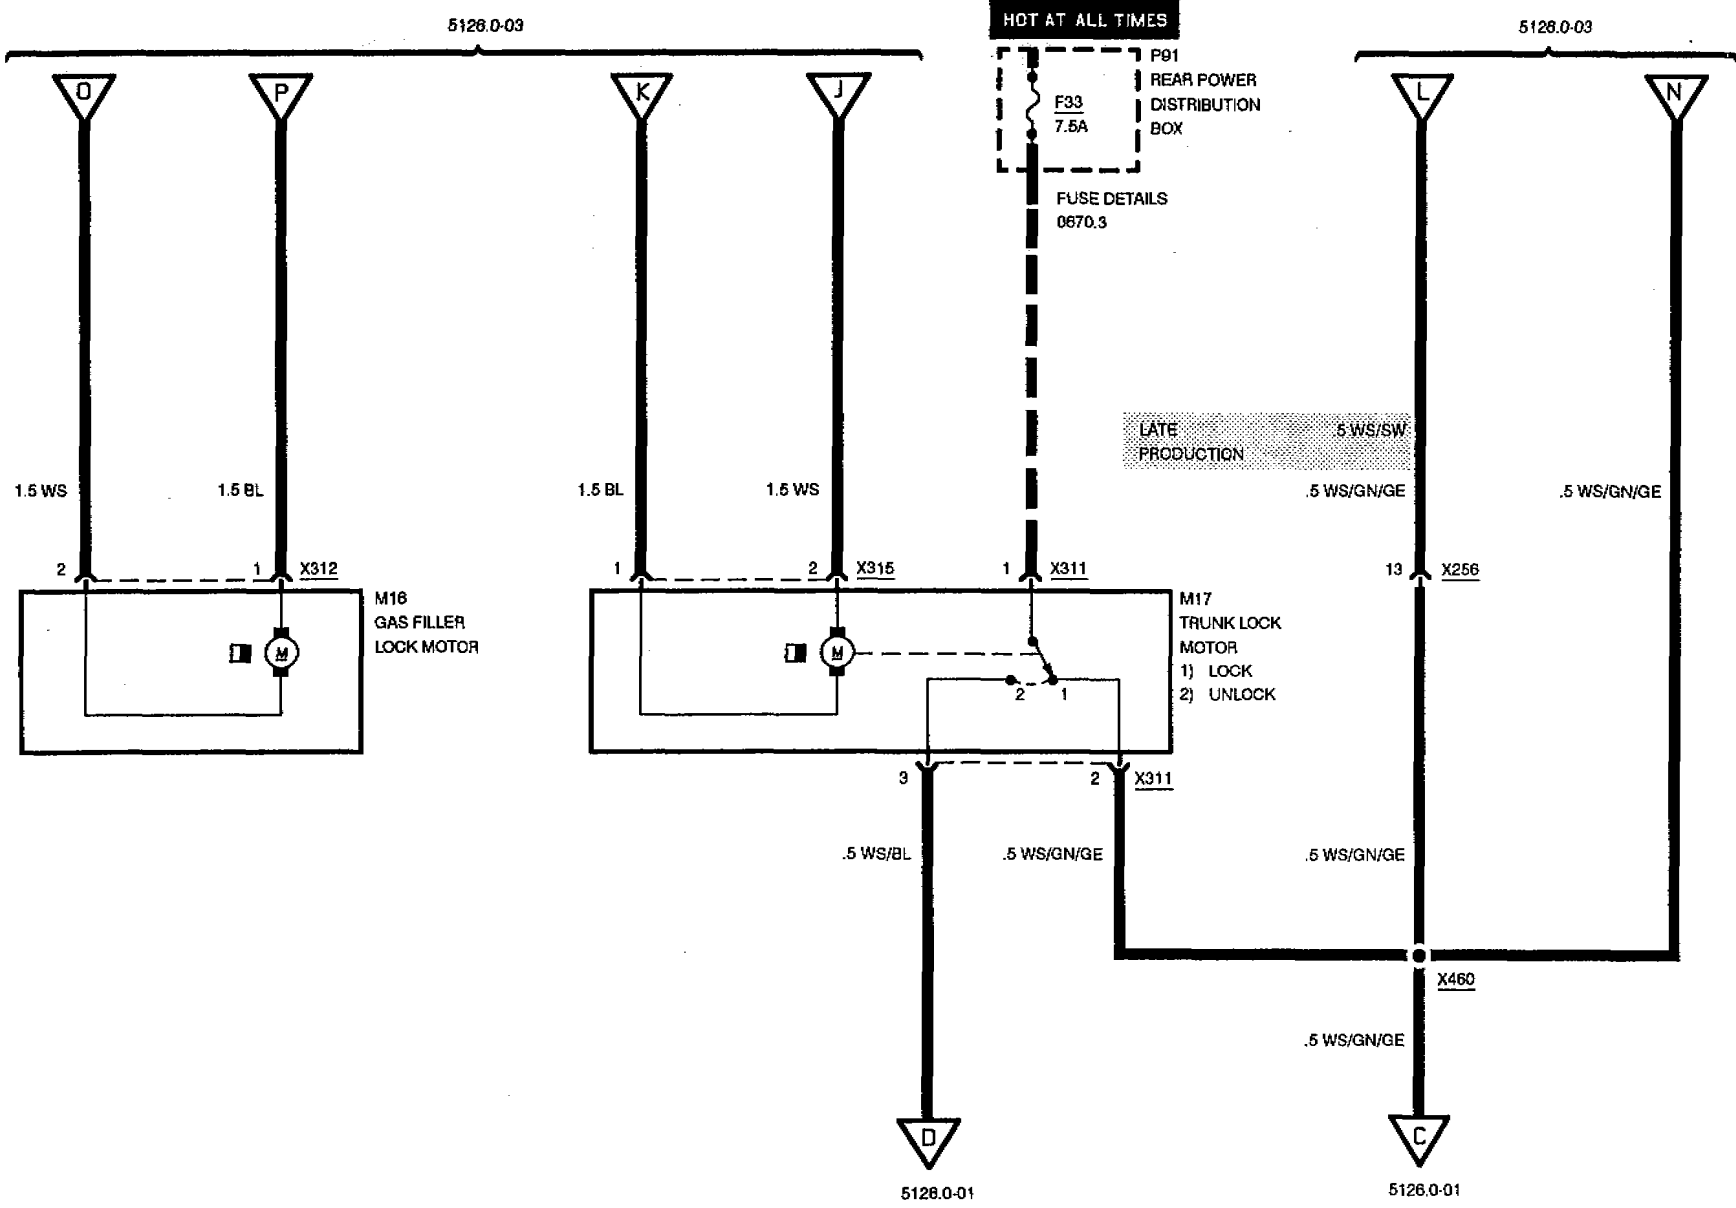 5126.0-03
HOT AT ALL TIMES
5126.0-03
O
P
K
J
F33
7.5A
P91
REAR POWER
DISTRIBUTION
BOX
L
N
FUSE DETAILS
0670.3
LATE
PRODUCTION
.5 WS/SW
1.5 WS
1.5 BL
1.5 BL
1.5 WS
.5 WS/GN/GE
.5 WS/GN/GE
2
1
X312
1
2
X315
1
X311
13
X256
M16
GAS FILLER
LOCK MOTOR
M
M
2
1
M17
TRUNK LOCK
MOTOR
1) LOCK
2) UNLOCK
3
2
X311
.5 WS/BL
.5 WS/GN/GE
.5 WS/GN/GE
X460
.5 WS/GN/GE
D
C
5126.0-01
5126.0-01